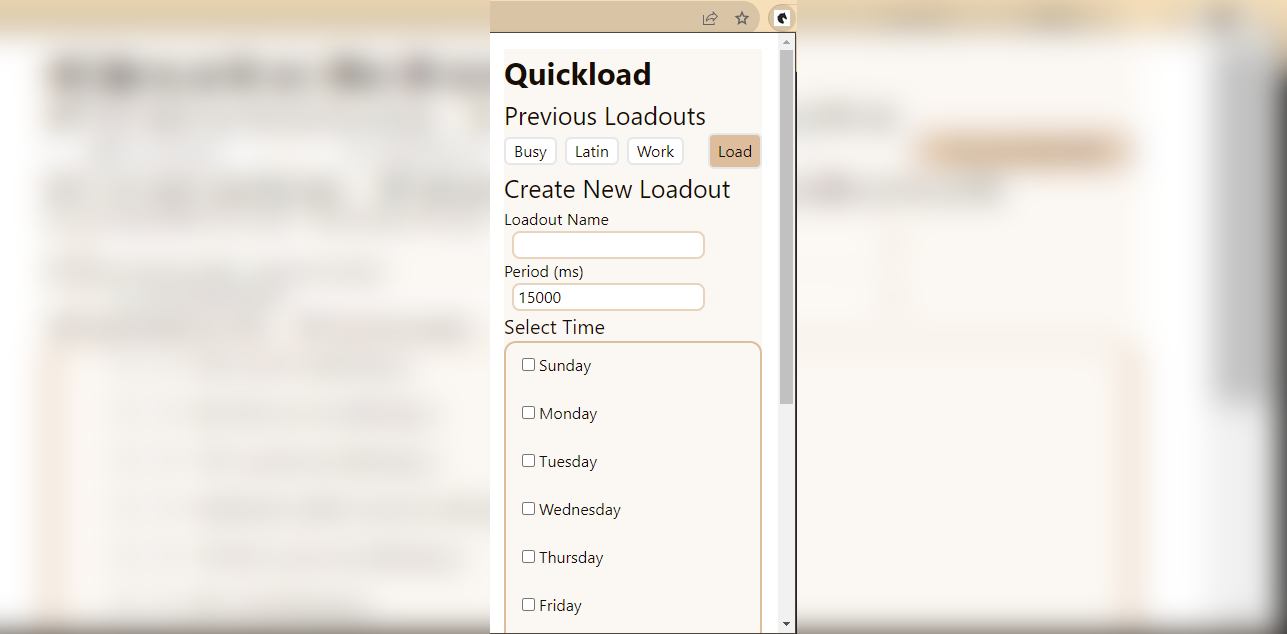 Quickload
Previous Loadouts
Busy Latin Work Load
Create New Loadout
Loadout Name
Period (ms)
15000
Select Time
Sunday
Monday
Tuesday
Wednesday
Thursday
Friday